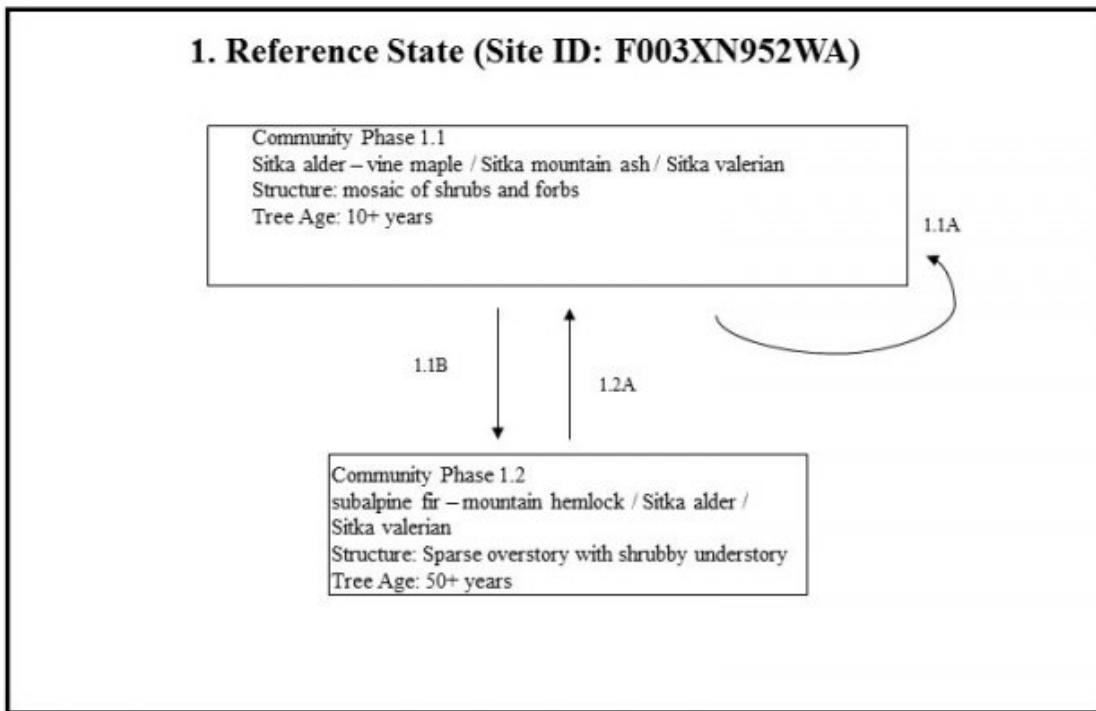 1. Reference State (Site ID: F003XN952WA)
Community Phase 1.1
Sitka alder – vine maple / Sitka mountain ash / Sitka valerian
Structure: mosaic of shrubs and forbs
Tree Age: 10+ years
1.1A
1.1B
1.2A
Community Phase 1.2
subalpine fir – mountain hemlock / Sitka alder /
Sitka valerian
Structure: Sparse overstory with shrubby understory
Tree Age: 50+ years